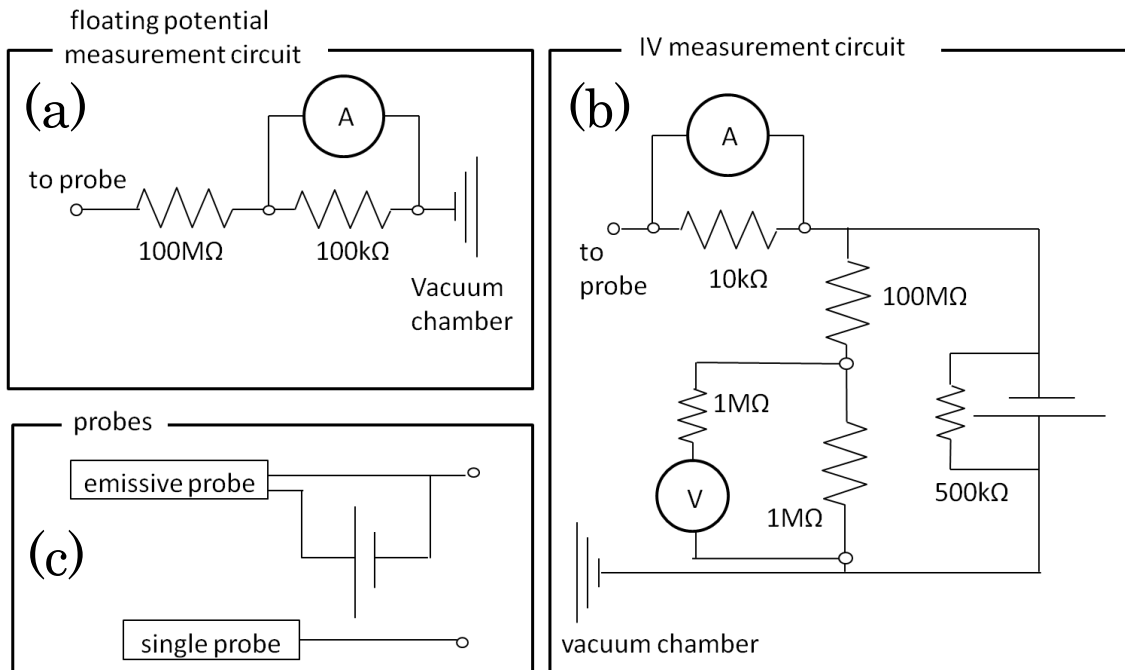 floating potential
measurement circuit
(a)
A
to probe
100MΩ
100kΩ
Vacuum
chamber
probes
emissive probe
(c)
single probe
IV measurement circuit
(b)
A
to
probe
10kΩ
100MΩ
1MΩ
V
1MΩ
500kΩ
vacuum chamber